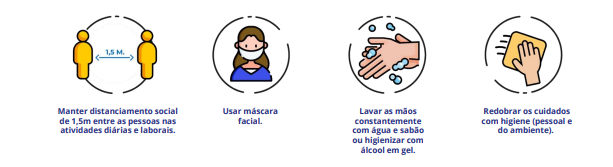 1,5 M.
Manter distanciamento social
de 1,5m entre as pessoas nas
atividades diárias e laborais.
Usar máscara
facial.
Lavar as mãos
constantemente
com água e sabão
ou higienizar com
álcool em gel.
Redobrar os cuidados
com higiene (pessoal e
do ambiente).